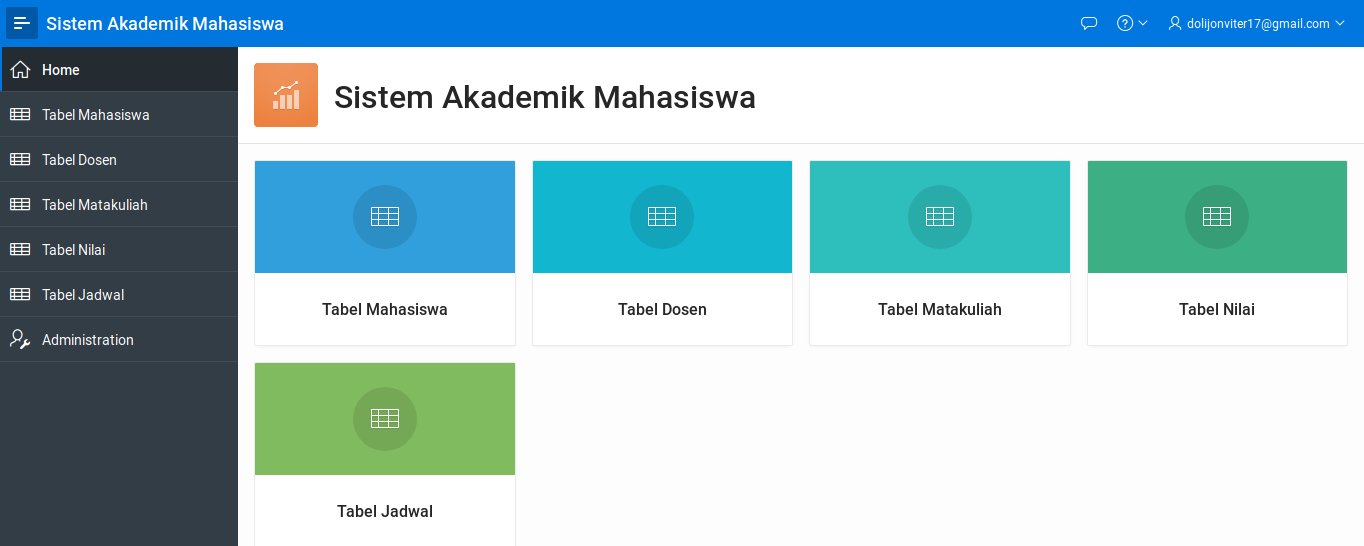 Sistem Akademik Mahasiswa
dolijonviter17@gmail.com
Home
Tabel Mahasiswa
Tabel Dosen
Tabel Matakuliah
Tabel Nilai
Tabel Jadwal
Administration
Sistem Akademik Mahasiswa
Tabel Mahasiswa
Tabel Dosen
Tabel Matakuliah
Tabel Nilai
Tabel Jadwal